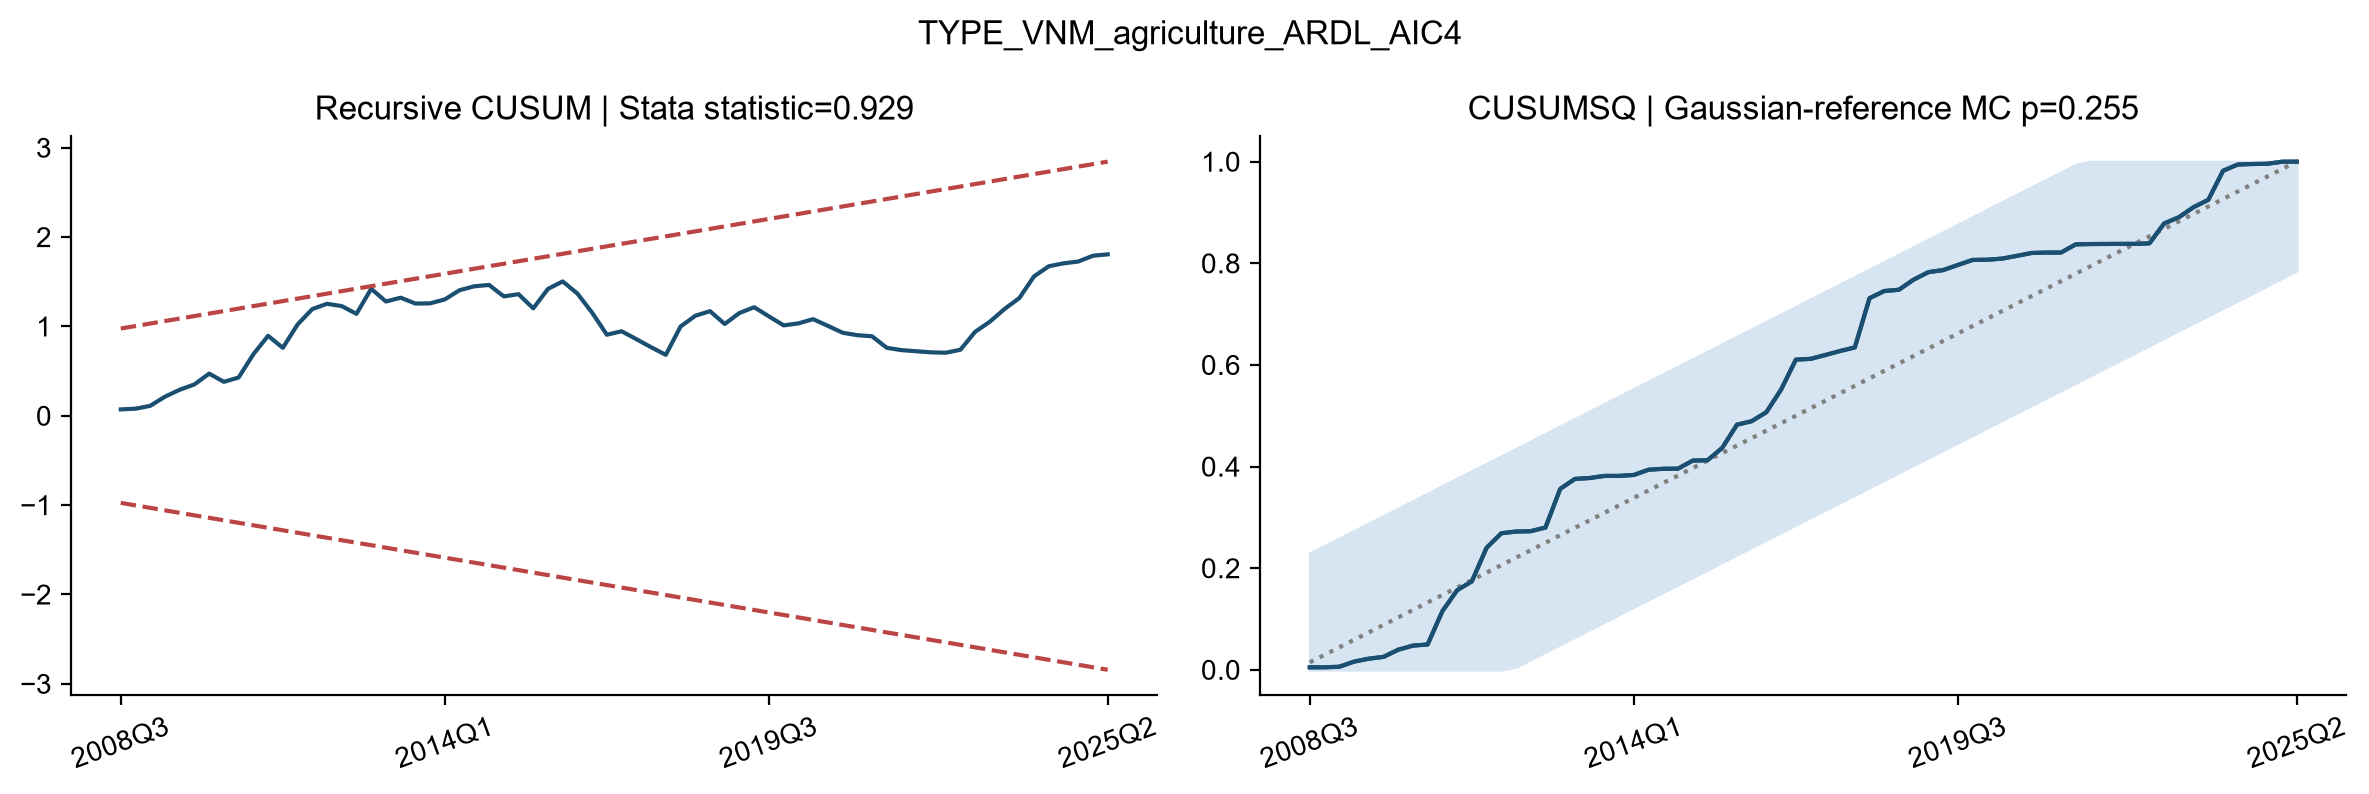 TYPE_VNM_agriculture_ARDL_AIC4
Recursive CUSUM | Stata statistic=0.929
3
2
1
0
−1
−2
−3
2008Q3
2014Q1
2019Q3
2025Q2
CUSUMSQ | Gaussian-reference MC p=0.255
1.0
0.8
0.6
0.4
0.2
0.0
2008Q3
2014Q1
2019Q3
2025Q2